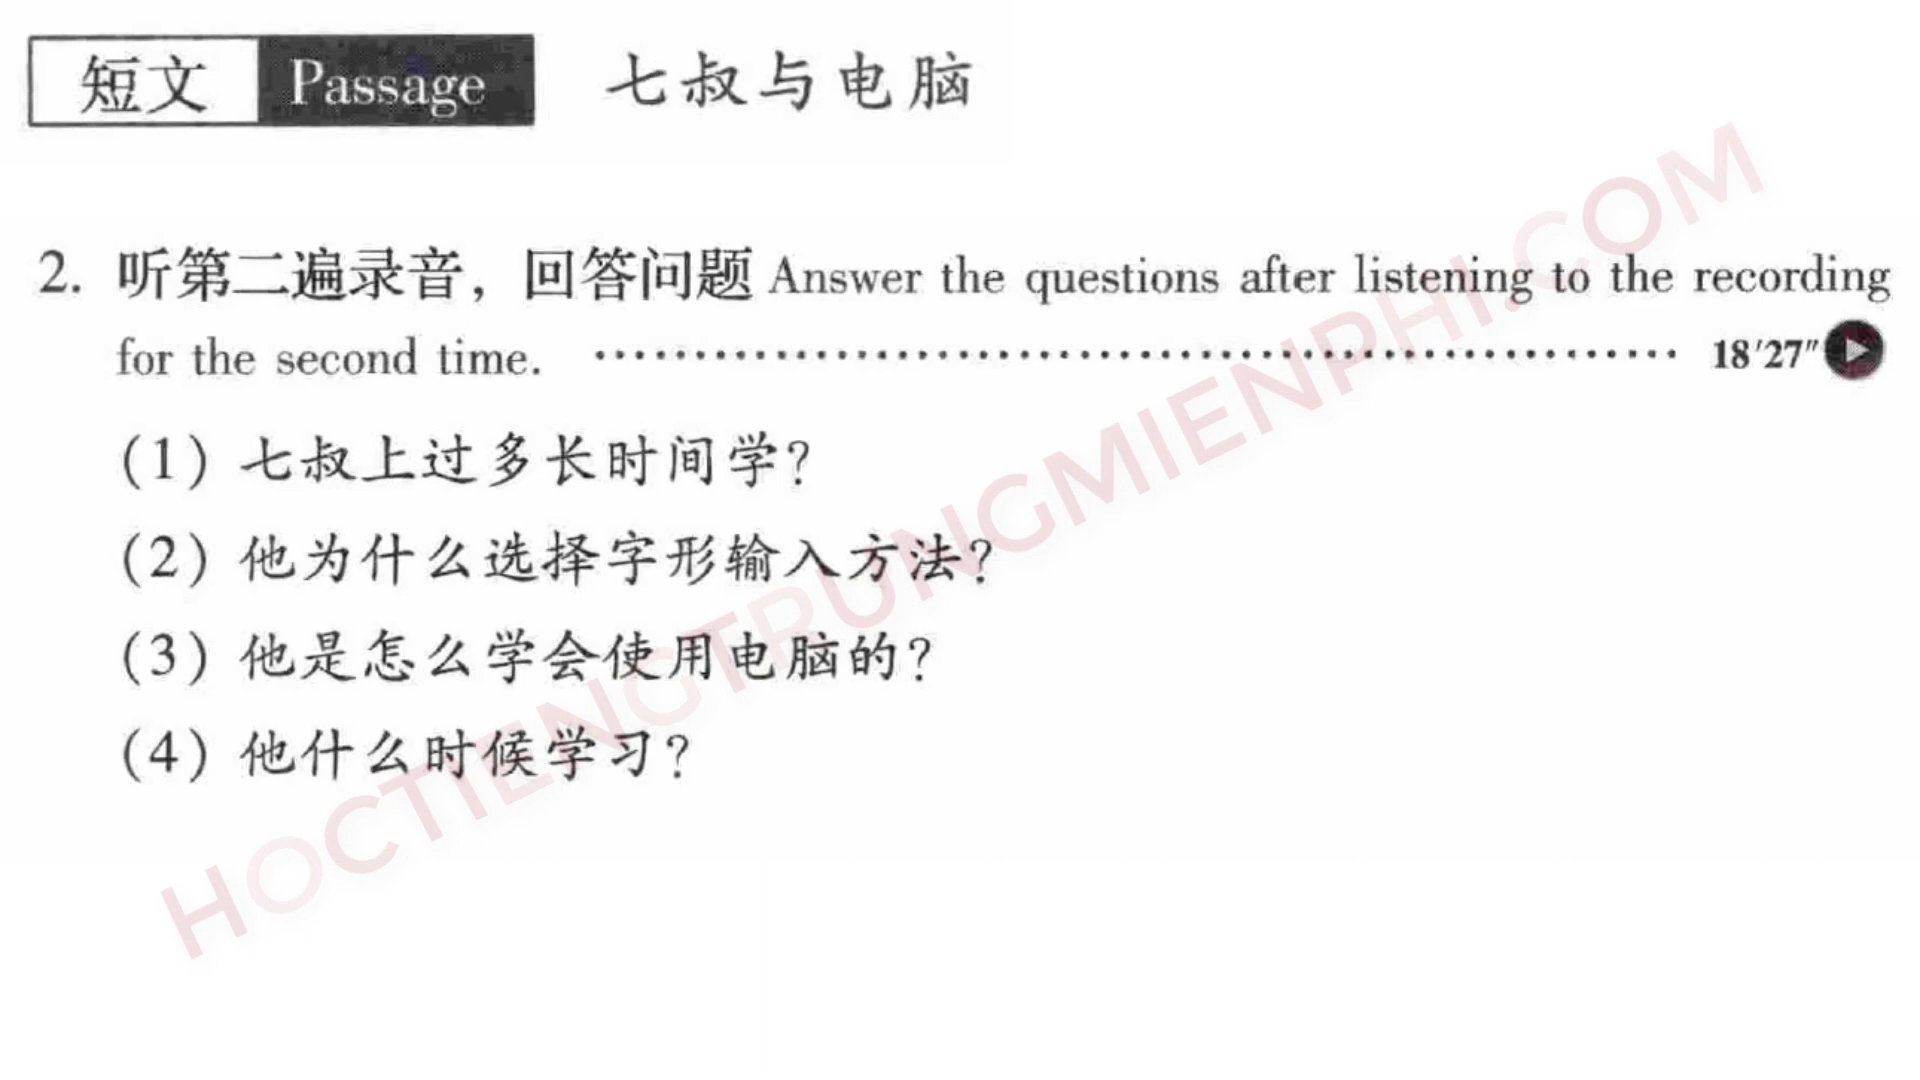 短文 Passage 七叔与电脑
2. 听第二遍录音，回答问题 Answer the questions after listening to the recording
for the second time. ……………………………………………… 18′27″
(1) 七叔上过多长时间学？
(2) 他为什么选择字形输入方法？
(3) 他是怎么学会使用电脑的？
(4) 他什么时候学习？
HOCTIENGTRUNGMIENPHI.COM